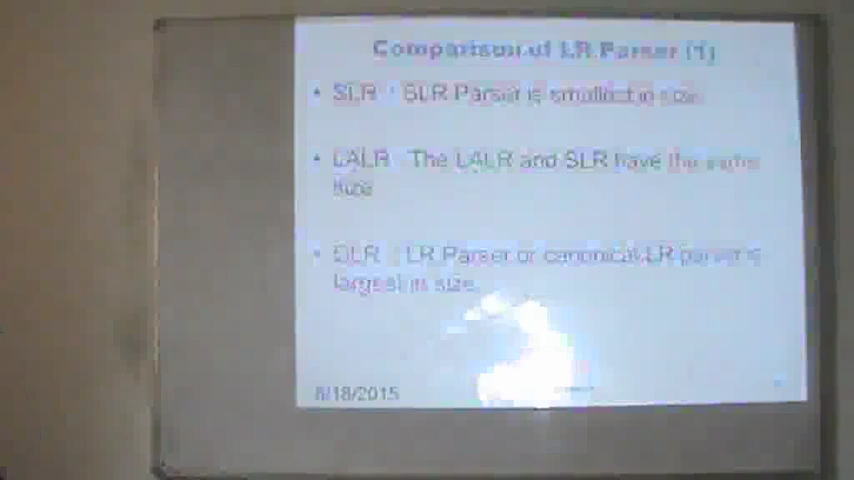 Comparison of LR Parser (1)
• SLR : SLR Parser is smallest in size.
• LALR : The LALR and SLR have the same
size
• CLR : LR Parser or canonical LR parser is
largest in size.
8/18/2015